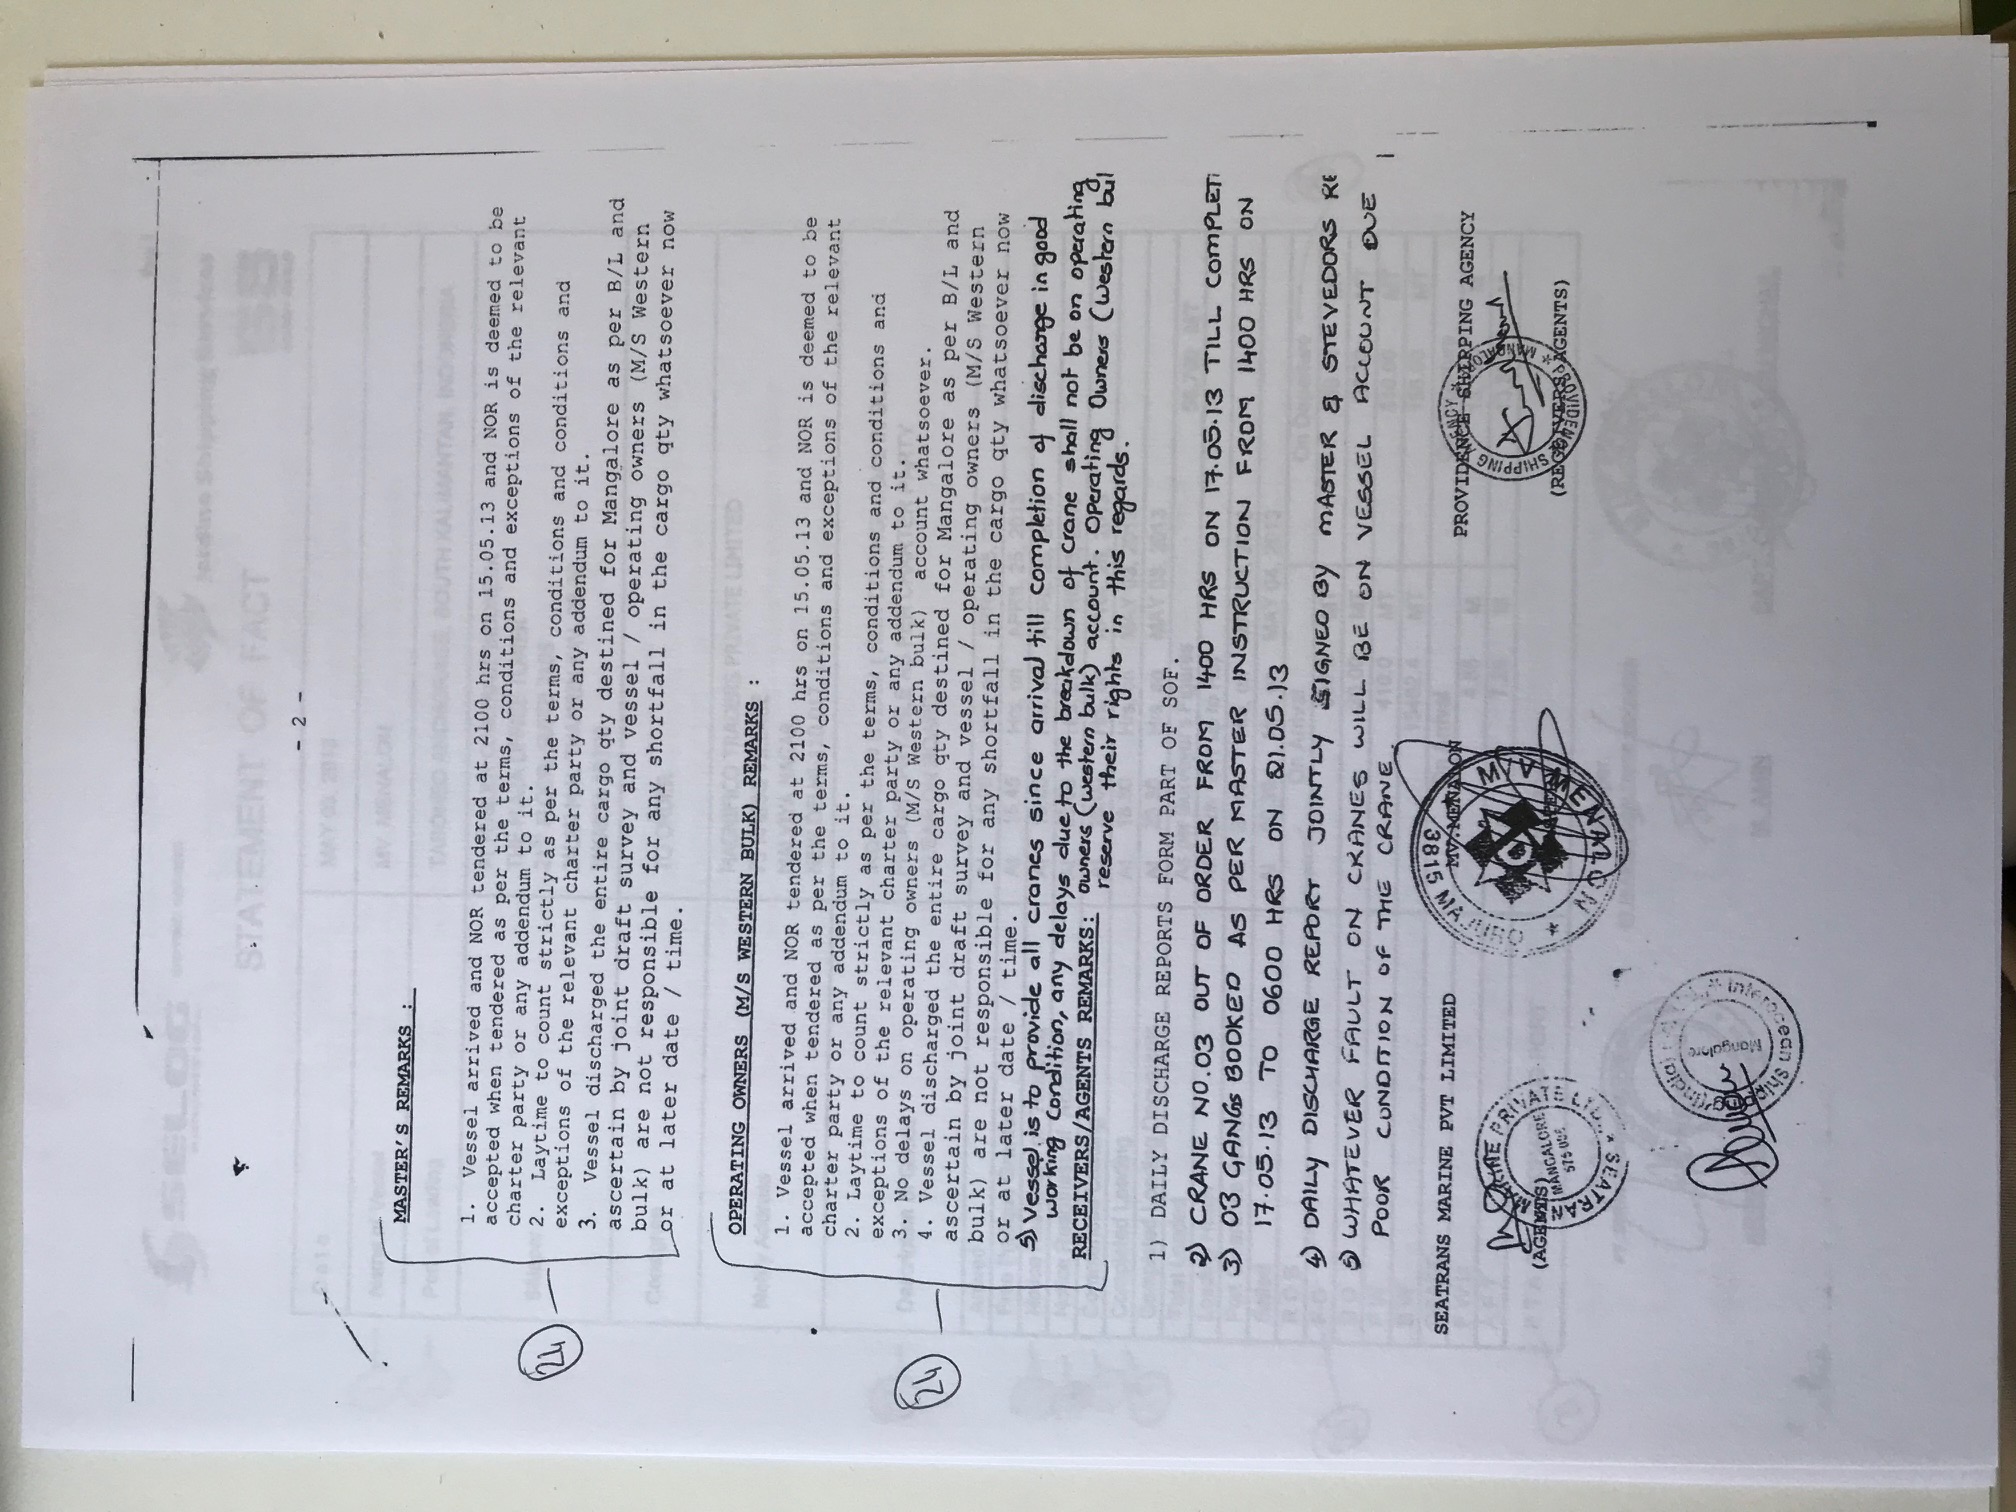 - 2 -
MASTER'S REMARKS :
1. Vessel arrived and NOR tendered at 2100 hrs on 15.05.13 and NOR is deemed to be
accepted when tendered as per the terms, conditions and exceptions of the relevant
charter party or any addendum to it.
2. Laytime to count strictly as per the terms, conditions and conditions and
exceptions of the relevant charter party or any addendum to it.
3. Vessel discharged the entire cargo qty destined for Mangalore as per B/L and
ascertain by joint draft survey and vessel / operating owners (M/S Western
bulk) are not responsible for any shortfall in the cargo qty whatsoever now
or at later date / time.
24
OPERATING OWNERS (M/S WESTERN BULK) REMARKS :
1. Vessel arrived and NOR tendered at 2100 hrs on 15.05.13 and NOR is deemed to be
accepted when tendered as per the terms, conditions and exceptions of the relevant
charter party or any addendum to it.
2. Laytime to count strictly as per the terms, conditions and conditions and
exceptions of the relevant charter party or any addendum to it.
3. No delays on operating owners (M/S Western bulk) account whatsoever.
4. Vessel discharged the entire cargo qty destined for Mangalore as per B/L and
ascertain by joint draft survey and vessel / operating owners (M/S Western
bulk) are not responsible for any shortfall in the cargo qty whatsoever now
or at later date / time.
5) Vessel is to provide all cranes since arrival till completion of discharge in good
working condition, any delays due to the breakdown of crane shall not be on operating
owners (western bulk) account. Operating Owners (Western bul
reserve their rights in this regards.
24
RECEIVERS/AGENTS REMARKS:
1) DAILY DISCHARGE REPORTS FORM PART OF SOF.
2) CRANE NO.03 OUT OF ORDER FROM 1400 HRS ON 17.05.13 TILL COMPLET
3) 03 GANGS BOOKED AS PER MASTER INSTRUCTION FROM 1400 HRS ON
17.05.13 TO 0600 HRS ON 21.05.13
4) DAILY DISCHARGE REPORT JOINTLY SIGNED BY MASTER & STEVEDORS RE
5) WHATEVER FAULT ON CRANES WILL BE ON VESSEL ACCOUNT DUE
POOR CONDITION OF THE CRANE.
SEATRANS MARINE PVT LIMITED
MV.MENALON
PROVIDENCE SHIPPING AGENCY
(AGENTS)
(RECEIVERS AGENTS)
SEATRANS MARINE PRIVATE LTD.
MANGALORE
M/V MENALON
3815 MAJURO
PROVIDENCE SHIPPING AGENCY
MANGALORE
Interocean Shipping (India)
Mangalore